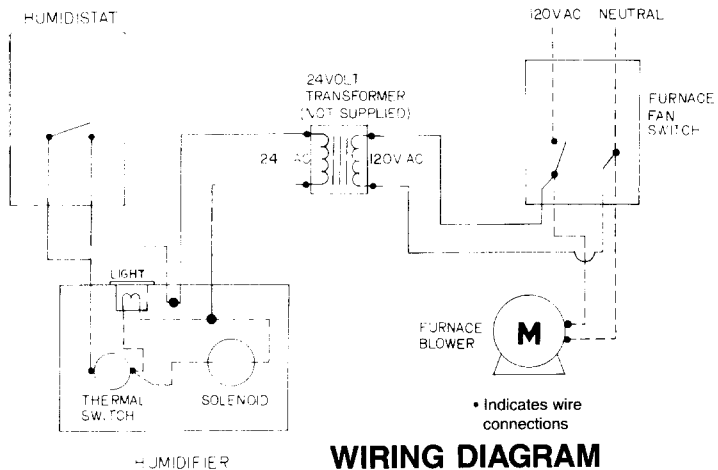 HUMIDISTAT
120VAC NEUTRAL
24VOLT
TRANSFORMER
(NOT SUPPLIED)
FURNACE
FAN
SWITCH
24 AC
120V AC
LIGHT
THERMAL
SWITCH
SOLENOID
HUMIDIFIER
FURNACE
BLOWER
M
• Indicates wire
connections
WIRING DIAGRAM